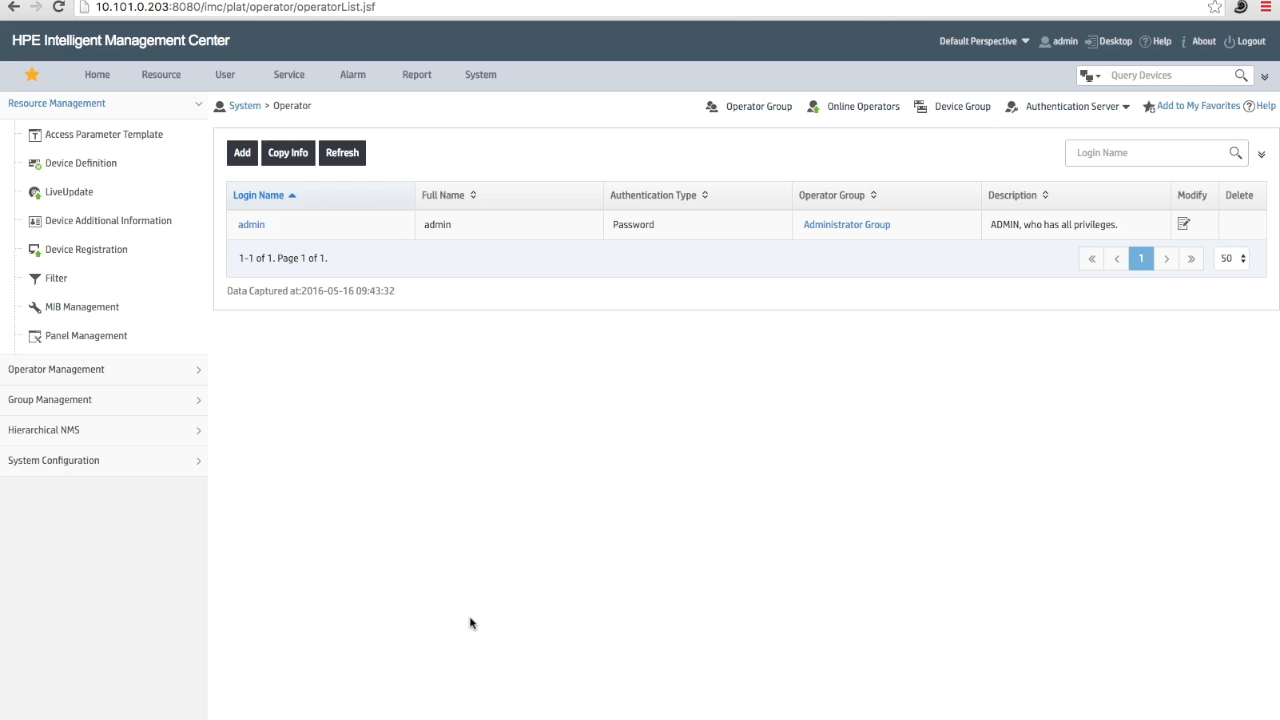 10.101.0.203:8080/imc/plat/operator/operatorList.jsf
HPE Intelligent Management Center
Default Perspective admin Desktop Help About Logout
Home Resource User Service Alarm Report System Query Devices
Resource Management
System > Operator Operator Group Online Operators Device Group Authentication Server Add to My Favorites Help
Access Parameter Template
Device Definition
LiveUpdate
Device Additional Information
Device Registration
Filter
MIB Management
Panel Management
Operator Management
Group Management
Hierarchical NMS
System Configuration
Add Copy Info Refresh Login Name
Login Name Full Name Authentication Type Operator Group Description Modify Delete
admin admin Password Administrator Group ADMIN, who has all privileges.
1-1 of 1. Page 1 of 1. « ‹ 1 › » 50
Data Captured at:2016-05-16 09:43:32